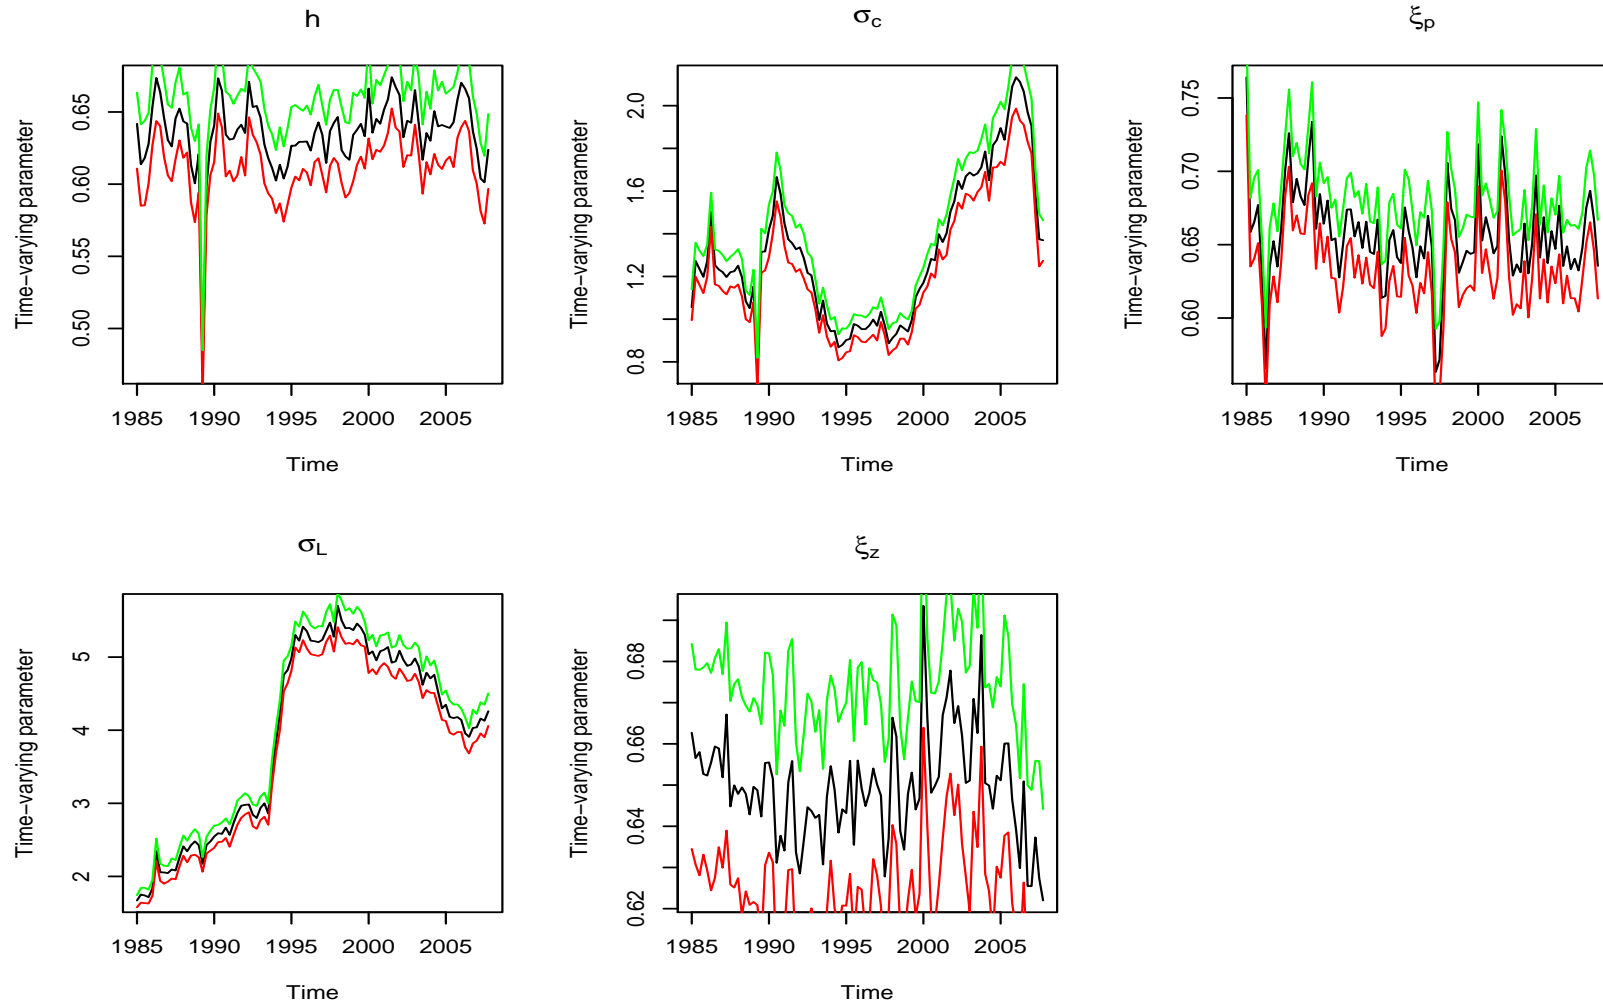 h
Time−varying parameter
0.50 0.55 0.60 0.65
1985 1990 1995 2000 2005
Time
σc
Time−varying parameter
0.8 1.2 1.6 2.0
1985 1990 1995 2000 2005
Time
ξp
Time−varying parameter
0.60 0.65 0.70 0.75
1985 1990 1995 2000 2005
Time
σL
Time−varying parameter
2 3 4 5
1985 1990 1995 2000 2005
Time
ξz
Time−varying parameter
0.62 0.64 0.66 0.68
1985 1990 1995 2000 2005
Time